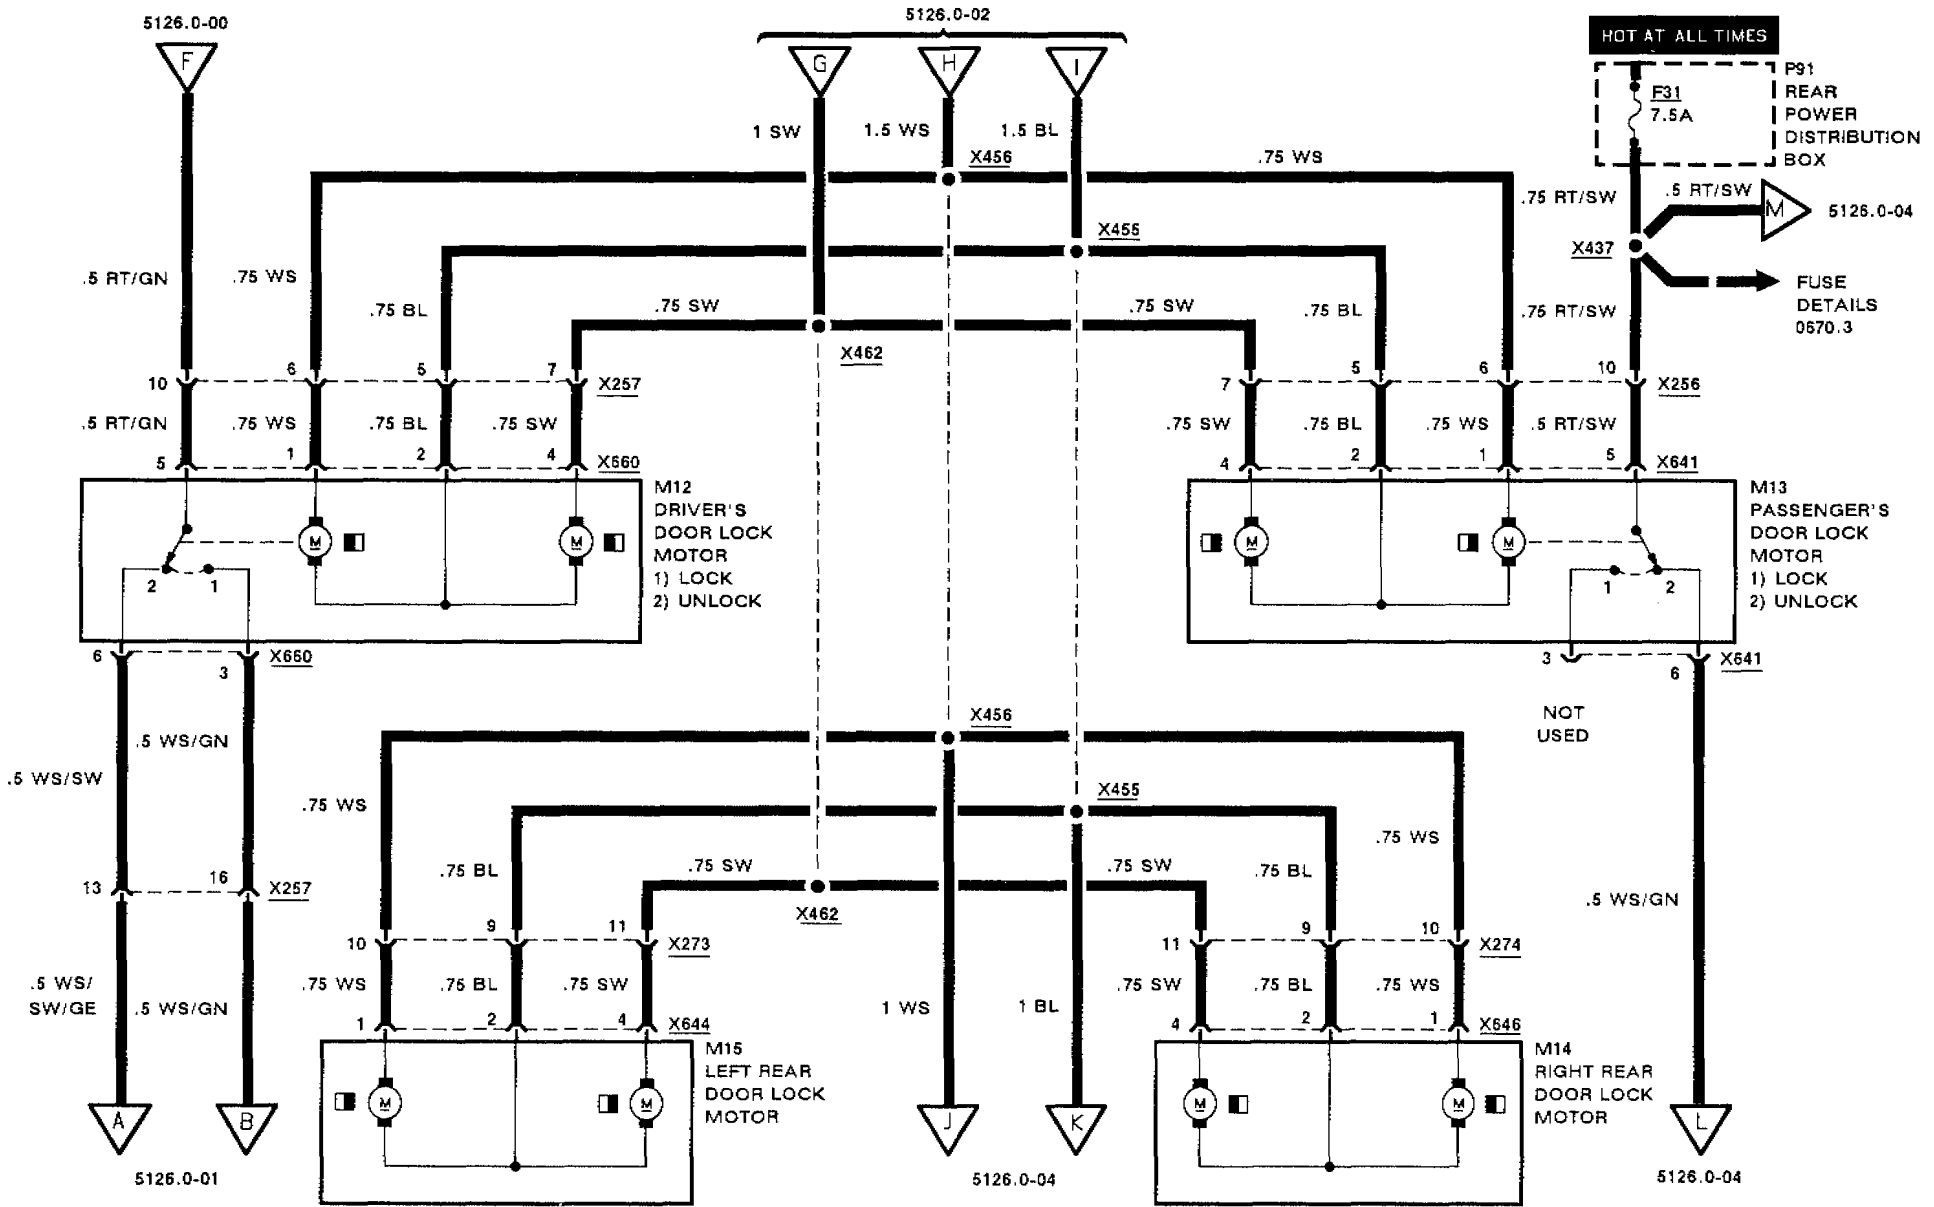 5126.0-00
5126.0-02
F
G
H
I
HOT AT ALL TIMES
P91
REAR
POWER
DISTRIBUTION
BOX
F31
7.5A
1 SW
1.5 WS
1.5 BL
X456
.75 WS
.75 RT/SW
.5 RT/SW
M
5126.0-04
X455
X437
.5 RT/GN
.75 WS
.75 BL
.75 SW
.75 SW
.75 BL
.75 RT/SW
FUSE
DETAILS
0670.3
X462
10
6
5
7
X257
7
5
6
10
X256
.5 RT/GN
.75 WS
.75 BL
.75 SW
.75 SW
.75 BL
.75 WS
.5 RT/SW
5
1
2
4
X660
4
2
1
5
X641
M12
DRIVER'S
DOOR LOCK
MOTOR
1) LOCK
2) UNLOCK
M
M
2
1
M13
PASSENGER'S
DOOR LOCK
MOTOR
1) LOCK
2) UNLOCK
M
M
1
2
6
3
X660
3
6
X641
NOT
USED
.5 WS/GN
.5 WS/SW
X456
.75 WS
X455
.75 BL
.75 SW
.75 SW
.75 BL
.75 WS
13
16
X257
X462
.5 WS/GN
10
9
11
X273
11
9
10
X274
.5 WS/
SW/GE
.5 WS/GN
.75 WS
.75 BL
.75 SW
1 WS
1 BL
.75 SW
.75 BL
.75 WS
1
2
4
X644
4
2
1
X646
M15
LEFT REAR
DOOR LOCK
MOTOR
M
M
M14
RIGHT REAR
DOOR LOCK
MOTOR
M
M
A
B
J
K
L
5126.0-01
5126.0-04
5126.0-04